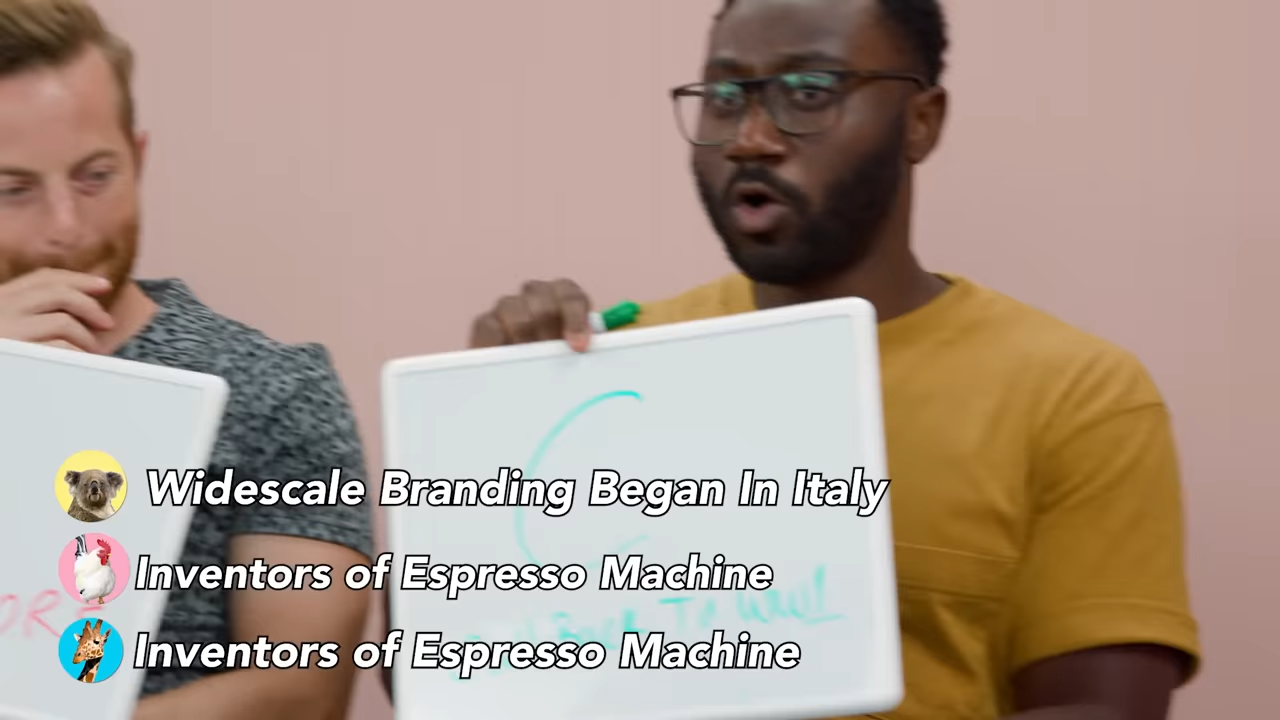 Widescale Branding Began In Italy
Inventors of Espresso Machine
Inventors of Espresso Machine
C